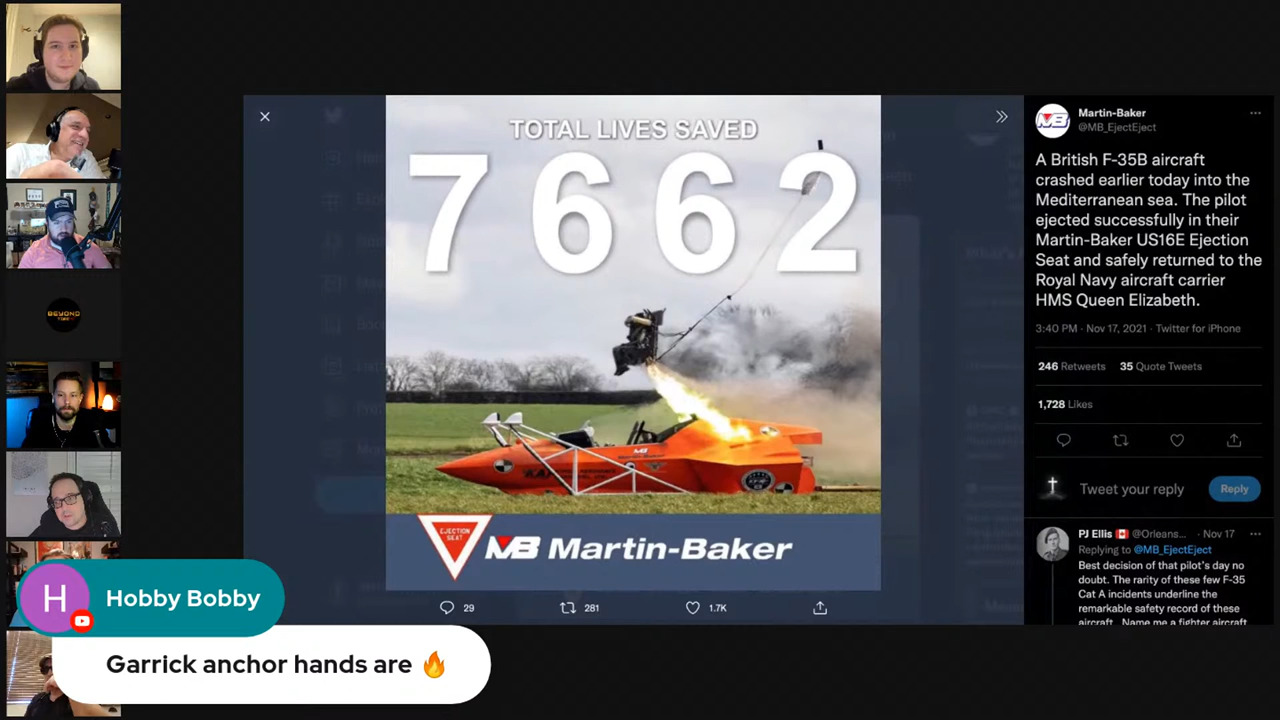 BEYOND
TOTAL LIVES SAVED
7662
EJECTION
SEAT
MB Martin-Baker
29
281
1.7K
Martin-Baker
@MB_EjectEject
A British F-35B aircraft
crashed earlier today into the
Mediterranean sea. The pilot
ejected successfully in their
Martin-Baker US16E Ejection
Seat and safely returned to the
Royal Navy aircraft carrier
HMS Queen Elizabeth.
3:40 PM · Nov 17, 2021 · Twitter for iPhone
246 Retweets 35 Quote Tweets
1,728 Likes
Tweet your reply
Reply
PJ Ellis 🇨🇦 @Orleans... · Nov 17
Replying to @MB_EjectEject
Best decision of that pilot's day no
doubt. The rarity of these few F-35
Cat A incidents underline the
remarkable safety record of these
aircraft. Name me a fighter aircraft
H
Hobby Bobby
Garrick anchor hands are 🔥